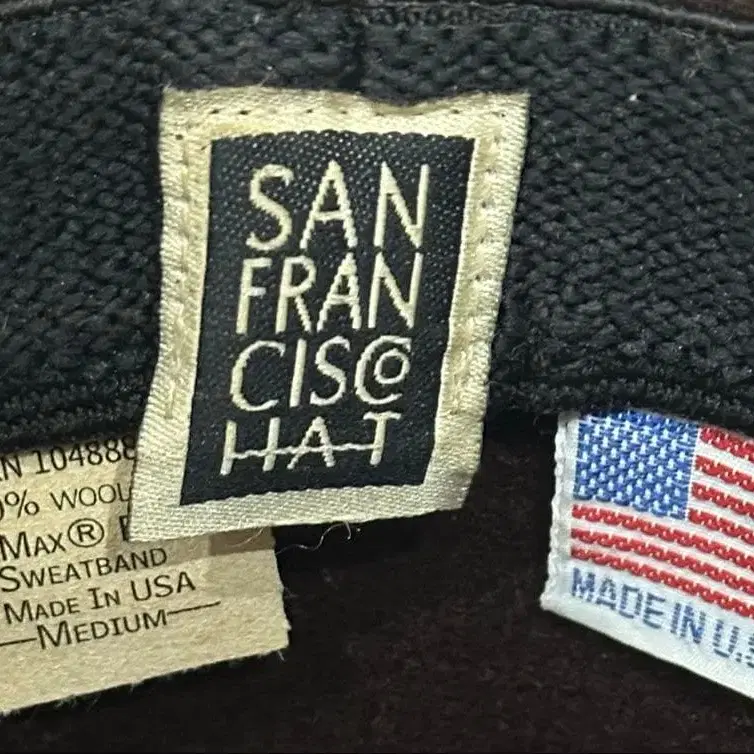 SAN
FRAN
CISCO
HAT
N 104888
% WOOL
MAX®
SWEATBAND
MADE IN USA
—MEDIUM—
MADE IN U.S